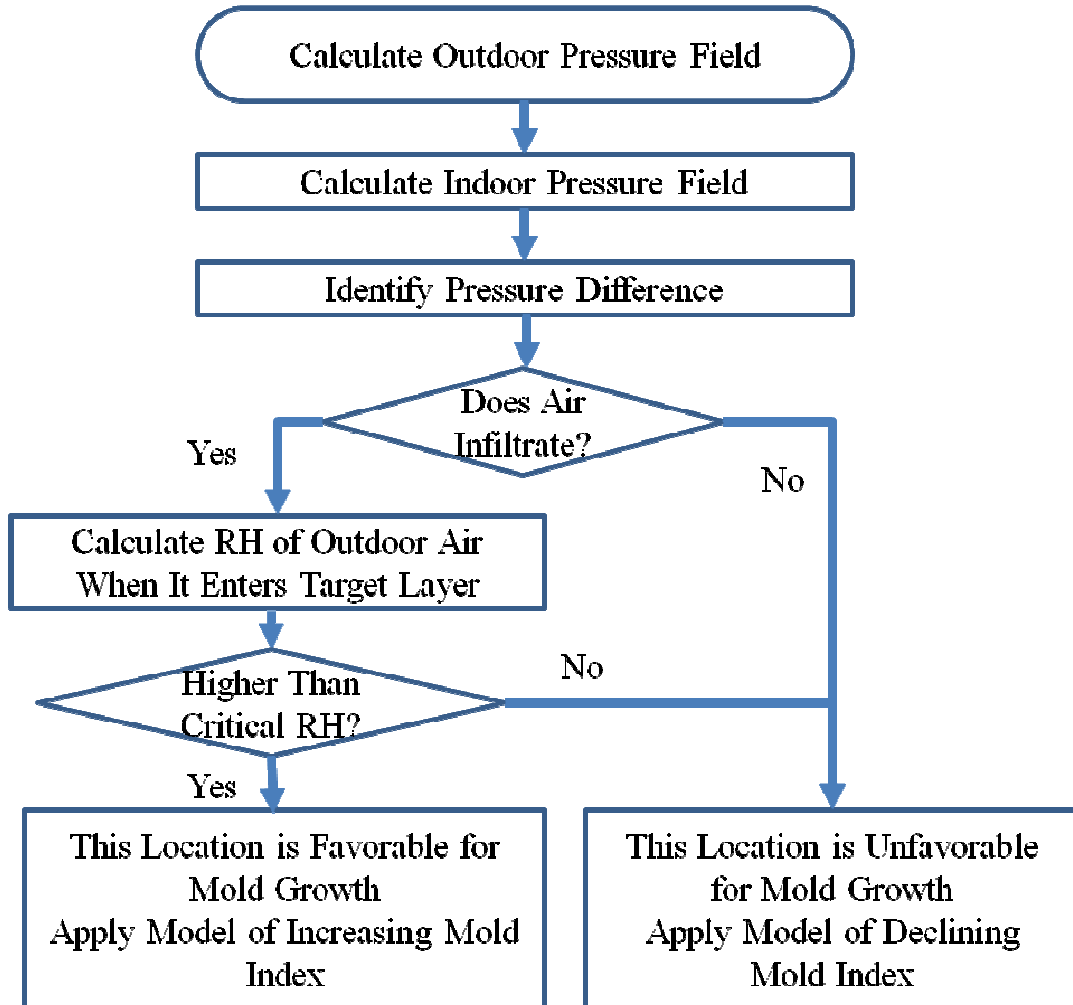 Calculate Outdoor Pressure Field
Calculate Indoor Pressure Field
Identify Pressure Difference
Does Air
Infiltrate?
Yes
No
Calculate RH of Outdoor Air
When It Enters Target Layer
Higher Than
Critical RH?
No
Yes
This Location is Favorable for
Mold Growth
Apply Model of Increasing Mold
Index
This Location is Unfavorable
for Mold Growth
Apply Model of Declining
Mold Index